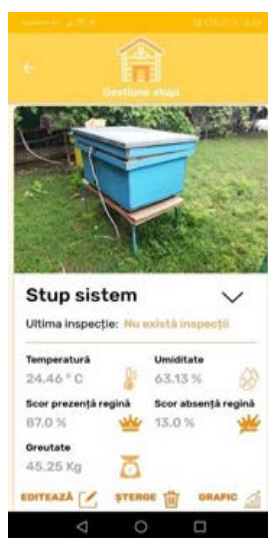 Gestiune stupi
Stup sistem
Ultima inspecție: Nu există inspecții
Temperatură Umiditate
24.46 ° C 63.13 %
Scor prezență regină Scor absență regină
87.0 % 13.0 %
Greutate
45.25 Kg
EDITEAZĂ ȘTERGE GRAFIC